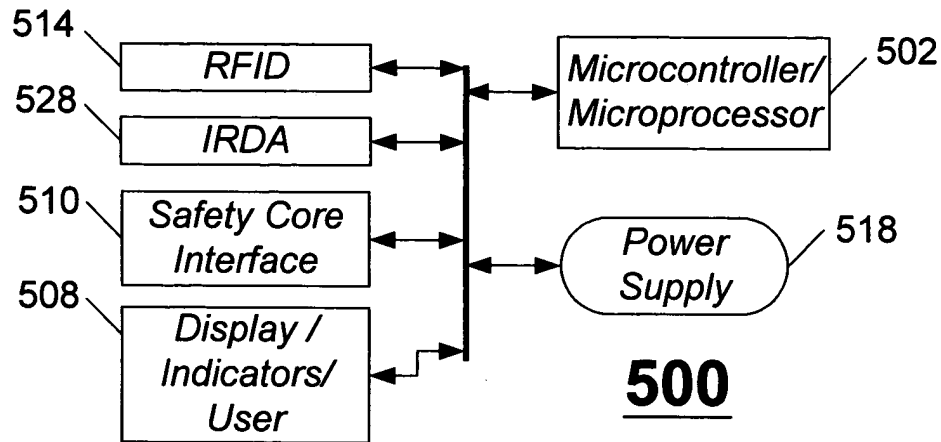 514
RFID
528
IRDA
510
Safety Core
Interface
508
Display /
Indicators/
User
Microcontroller/
Microprocessor
502
Power
Supply
518
500